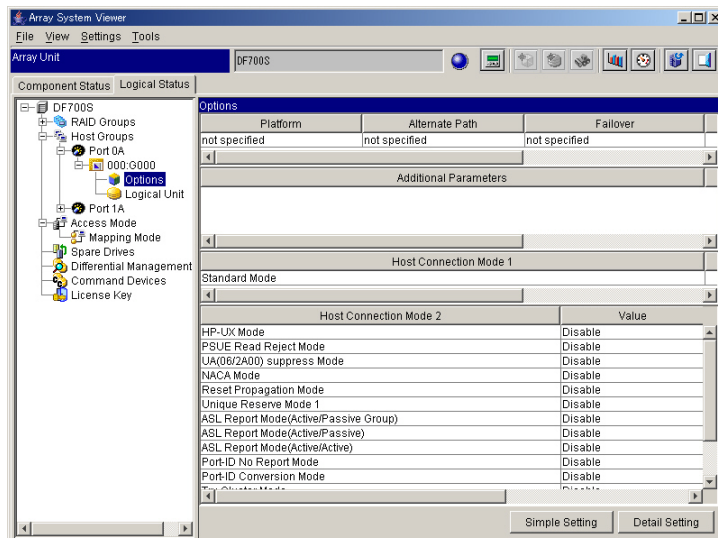 Array System Viewer
File View Settings Tools
Array Unit
DF700S
Component Status
Logical Status
DF700S
RAID Groups
Host Groups
Port 0A
000:G000
Options
Logical Unit
Port 1A
Access Mode
Mapping Mode
Spare Drives
Differential Management
Command Devices
License Key
Options
Platform Alternate Path Failover
not specified not specified not specified
Additional Parameters
Host Connection Mode 1
Standard Mode
Host Connection Mode 2 Value
HP-UX Mode Disable
PSUE Read Reject Mode Disable
UA(06/2A00) suppress Mode Disable
NACA Mode Disable
Reset Propagation Mode Disable
Unique Reserve Mode 1 Disable
ASL Report Mode(Active/Passive Group) Disable
ASL Report Mode(Active/Passive) Disable
ASL Report Mode(Active/Active) Disable
Port-ID No Report Mode Disable
Port-ID Conversion Mode Disable
Simple Setting Detail Setting